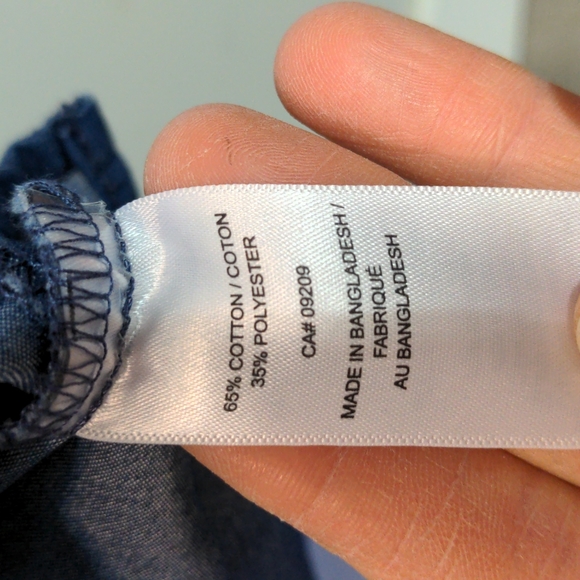 65% COTTON / COTON
35% POLYESTER
CA# 09209
MADE IN BANGLADESH /
FABRIQUÉ
AU BANGLADESH